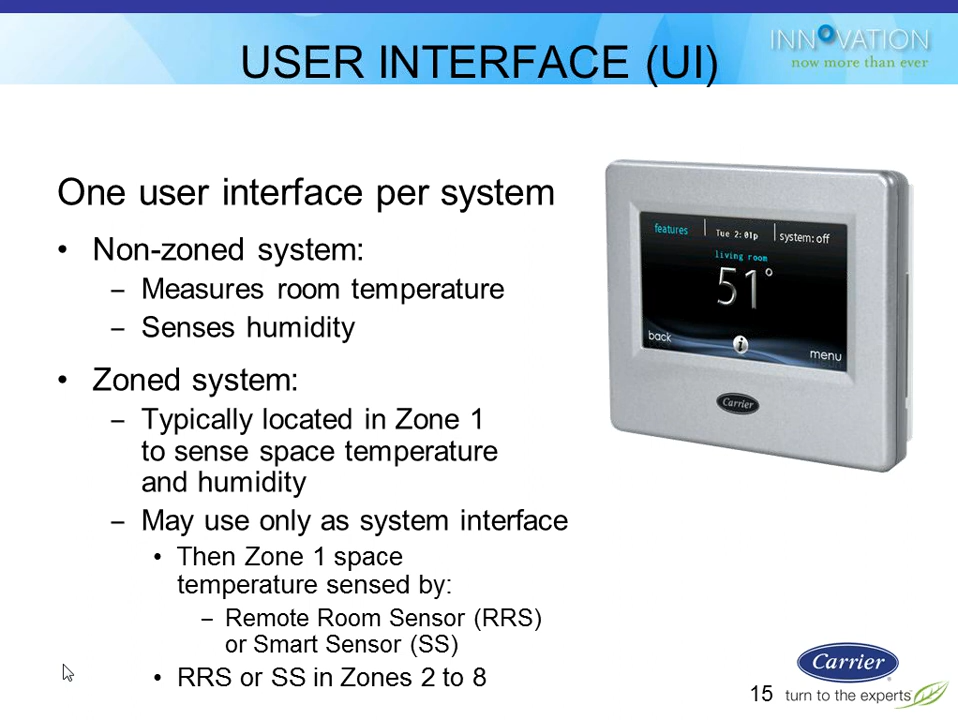 INNOVATION
now more than ever
USER INTERFACE (UI)
One user interface per system
• Non-zoned system:
– Measures room temperature
– Senses humidity
• Zoned system:
– Typically located in Zone 1
to sense space temperature
and humidity
– May use only as system interface
• Then Zone 1 space
temperature sensed by:
– Remote Room Sensor (RRS)
or Smart Sensor (SS)
• RRS or SS in Zones 2 to 8
features
Tue 2:01p
system: off
living room
51°
back
i
menu
Carrier
Carrier
15
turn to the experts